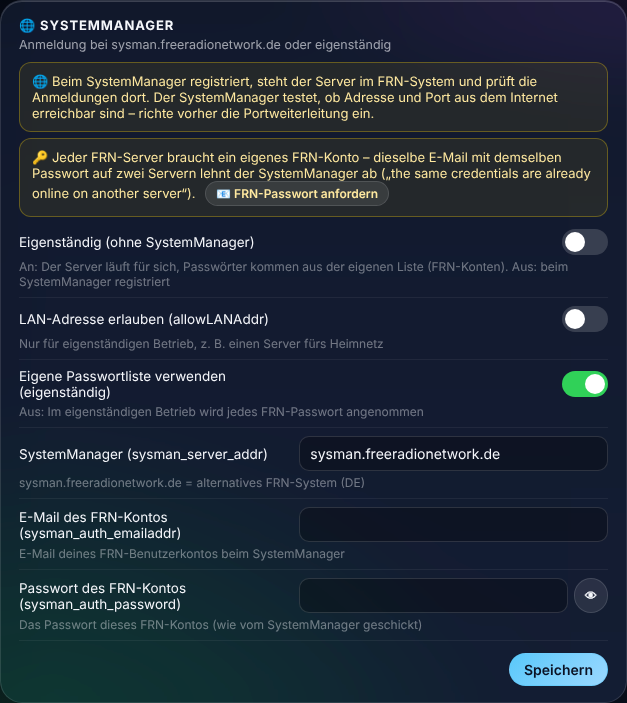 🌐 SYSTEMMANAGER
Anmeldung bei sysman.freeradionetwork.de oder eigenständig
🌐 Beim SystemManager registriert, steht der Server im FRN-System und prüft die
Anmeldungen dort. Der SystemManager testet, ob Adresse und Port aus dem Internet
erreichbar sind – richte vorher die Portweiterleitung ein.
🔑 Jeder FRN-Server braucht ein eigenes FRN-Konto – dieselbe E-Mail mit demselben
Passwort auf zwei Servern lehnt der SystemManager ab („the same credentials are already
online on another server“). 📧 FRN-Passwort anfordern
Eigenständig (ohne SystemManager)
An: Der Server läuft für sich, Passwörter kommen aus der eigenen Liste (FRN-Konten). Aus: beim
SystemManager registriert
LAN-Adresse erlauben (allowLANAddr)
Nur für eigenständigen Betrieb, z. B. einen Server fürs Heimnetz
Eigene Passwortliste verwenden
(eigenständig)
Aus: Im eigenständigen Betrieb wird jedes FRN-Passwort angenommen
SystemManager (sysman_server_addr) sysman.freeradionetwork.de
sysman.freeradionetwork.de = alternatives FRN-System (DE)
E-Mail des FRN-Kontos
(sysman_auth_emailaddr)
E-Mail deines FRN-Benutzerkontos beim SystemManager
Passwort des FRN-Kontos
(sysman_auth_password)
Das Passwort dieses FRN-Kontos (wie vom SystemManager geschickt)
Speichern